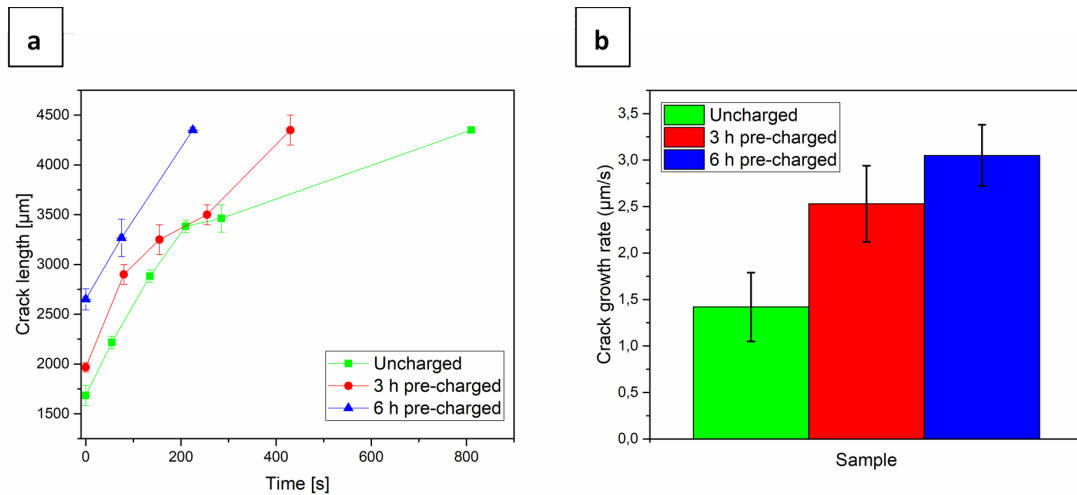 a
4500
4000
3500
3000
2500
2000
1500
Crack length [µm]
0
200
400
600
800
Time [s]
Uncharged
3 h pre-charged
6 h pre-charged
b
3,5
3,0
2,5
2,0
1,5
1,0
0,5
0,0
Crack growth rate (µm/s)
Uncharged
3 h pre-charged
6 h pre-charged
Sample